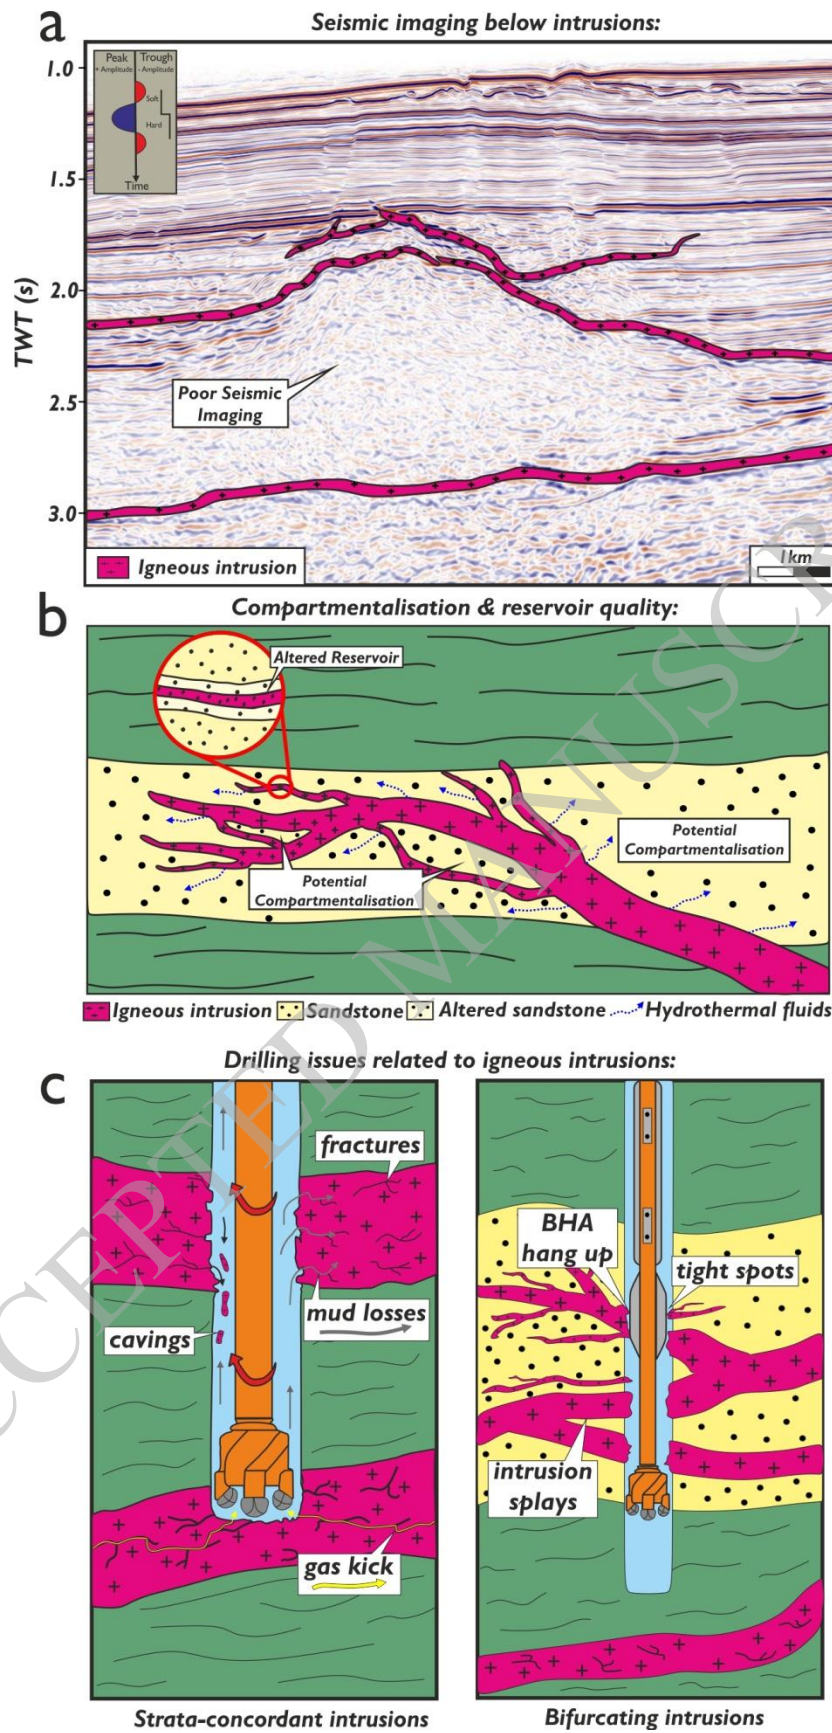 a
Seismic imaging below intrusions:
Peak
+ Amplitude
Trough
- Amplitude
Soft
Hard
Time
TWT (s)
1.0
1.5
2.0
2.5
3.0
Poor Seismic
Imaging
Igneous intrusion
1km
b
Compartmentalisation & reservoir quality:
Altered Reservoir
Potential
Compartmentalisation
Potential
Compartmentalisation
Igneous intrusion
Sandstone
Altered sandstone
Hydrothermal fluids
Drilling issues related to igneous intrusions:
c
fractures
mud losses
cavings
gas kick
BHA
hang up
tight spots
intrusion
splays
Strata-concordant intrusions
Bifurcating intrusions
CCEPTED MANUSCR